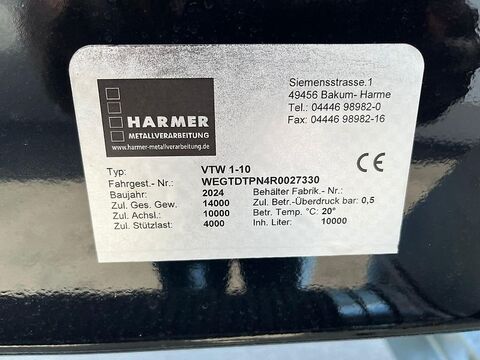 HARMER
METALLVERARBEITUNG
www.harmer-metallverarbeitung.de
Siemensstrasse.1
49456 Bakum- Harme
Tel.: 04446 98982-0
Fax: 04446 98982-16
CE
Typ: VTW 1-10
Fahrgest.- Nr.: WEGTDTPN4R0027330
Baujahr: 2024 Behälter Fabrik.- Nr.:
Zul. Ges. Gew. 14000 Zul. Betr.-Überdruck bar: 0,5
Zul. Achsl.: 10000 Betr. Temp. °C: 20°
Zul. Stützlast: 4000 Inh. Liter: 10000